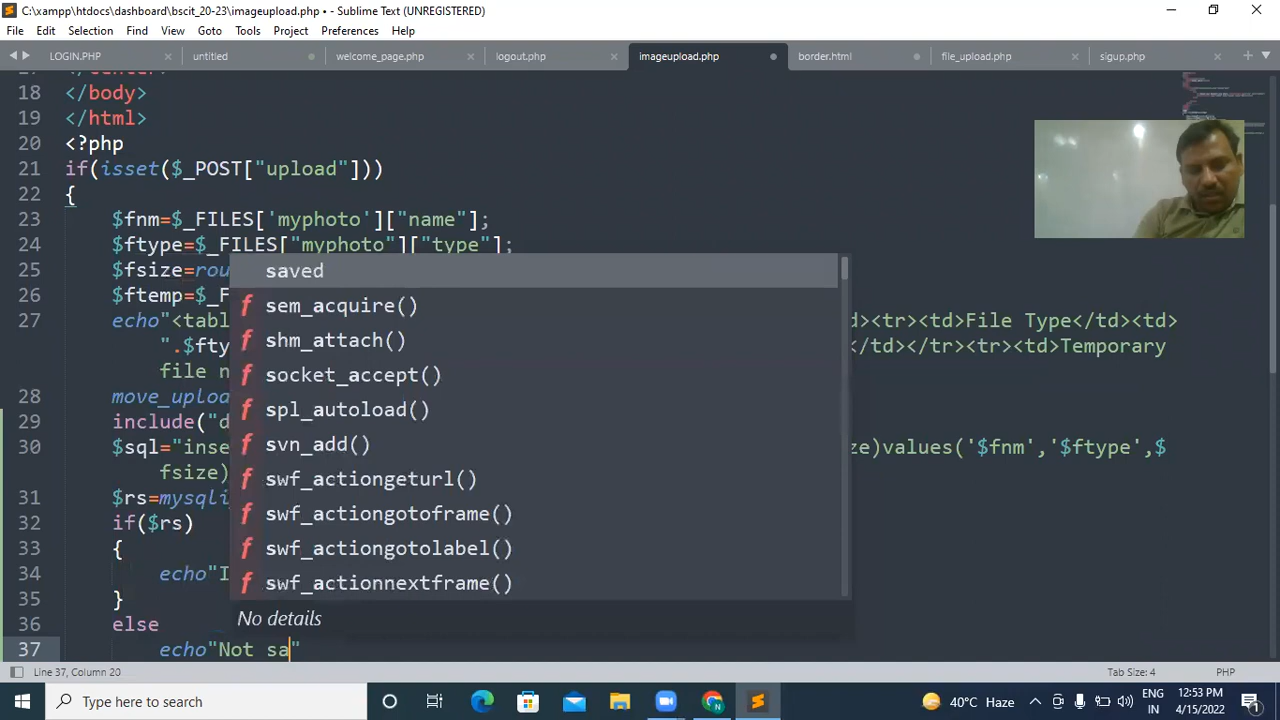 C:\xampp\htdocs\dashboard\bscit_20-23\imageupload.php • - Sublime Text (UNREGISTERED)
File Edit Selection Find View Goto Tools Project Preferences Help
LOGIN.PHP untitled welcome_page.php logout.php imageupload.php border.html file_upload.php sigup.php
18 </body>
19 </html>
20 <?php
21 if(isset($_POST["upload"]))
22 {
23 $fnm=$_FILES['myphoto']["name"];
24 $ftype=$_FILES["myphoto"]["type"];
saved
25 $fsize=rou
sem_acquire()
26 $ftemp=$_F
27 echo"<tabl d><tr><td>File Type</td><td>
shm_attach()
".$fty </td></tr><tr><td>Temporary
file n
socket_accept()
28 move_uploa
spl_autoload()
29 include("d
30 $sql="inse ze)values('$fnm','$ftype',$
svn_add()
fsize)
swf_actiongeturl()
31 $rs=mysqli
swf_actiongotoframe()
32 if($rs)
33 {
swf_actiongotolabel()
34 echo"I
swf_actionnextframe()
35 }
No details
36 else
37 echo"Not sa"
Line 37, Column 20 Tab Size: 4 PHP
Type here to search 40°C Haze ENG IN 12:53 PM 4/15/2022